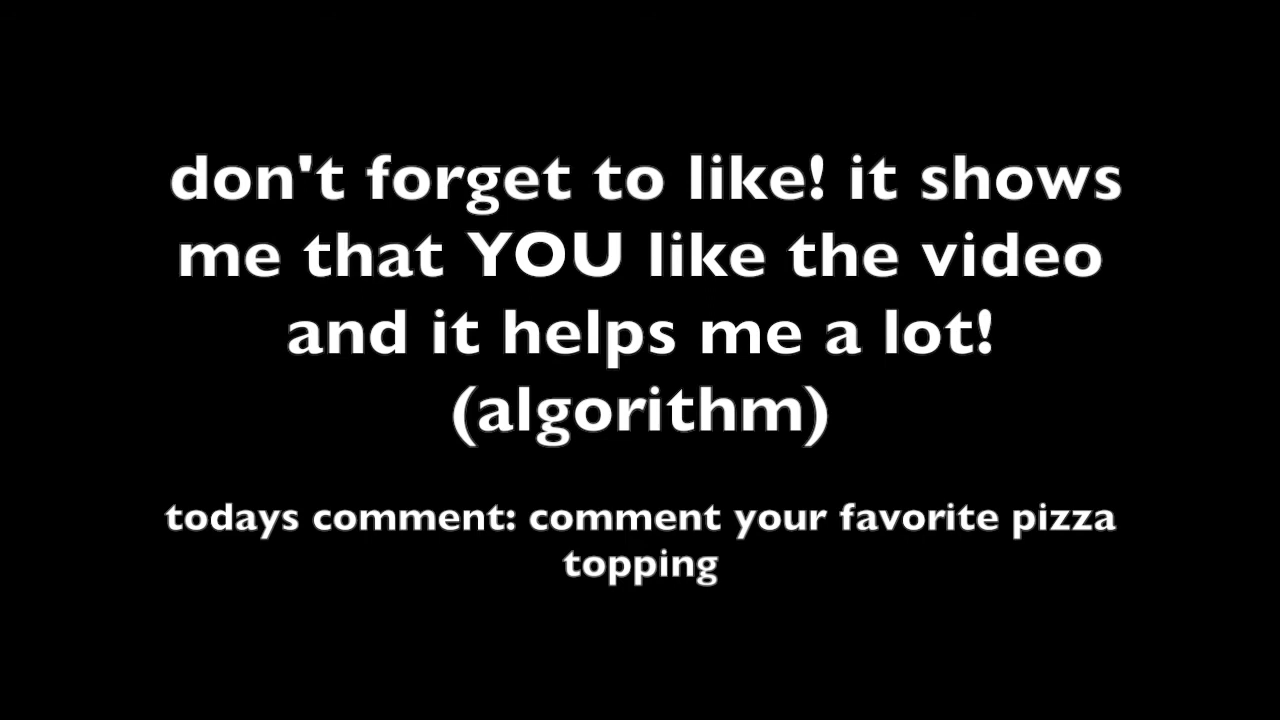 don't forget to like! it shows
me that YOU like the video
and it helps me a lot!
(algorithm)
todays comment: comment your favorite pizza
topping